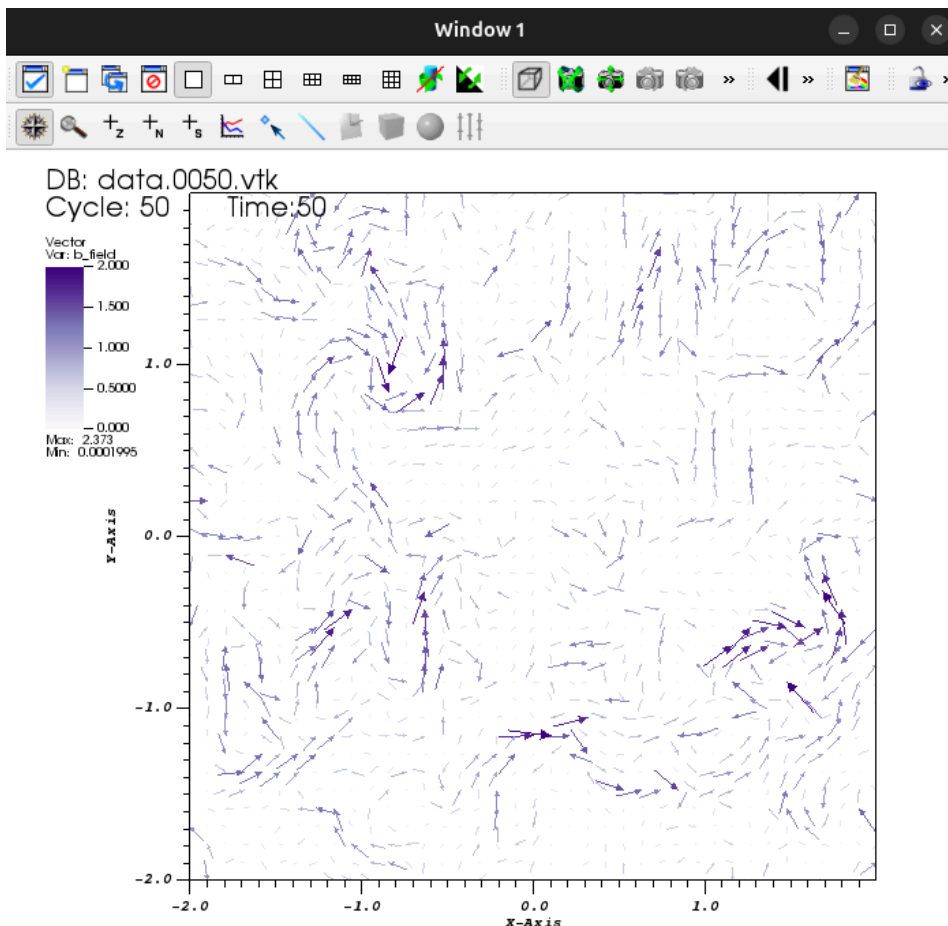 Window 1
+z
+N
+s
DB: data.0050.vtk
Cycle: 50 Time:50
Vector
Var: b_field
2.000
1.500
1.000
0.5000
0.000
Max: 2.373
Min: 0.0001995
1.0
0.0
-1.0
-2.0
Y-Axis
-2.0 -1.0 0.0 1.0
X-Axis